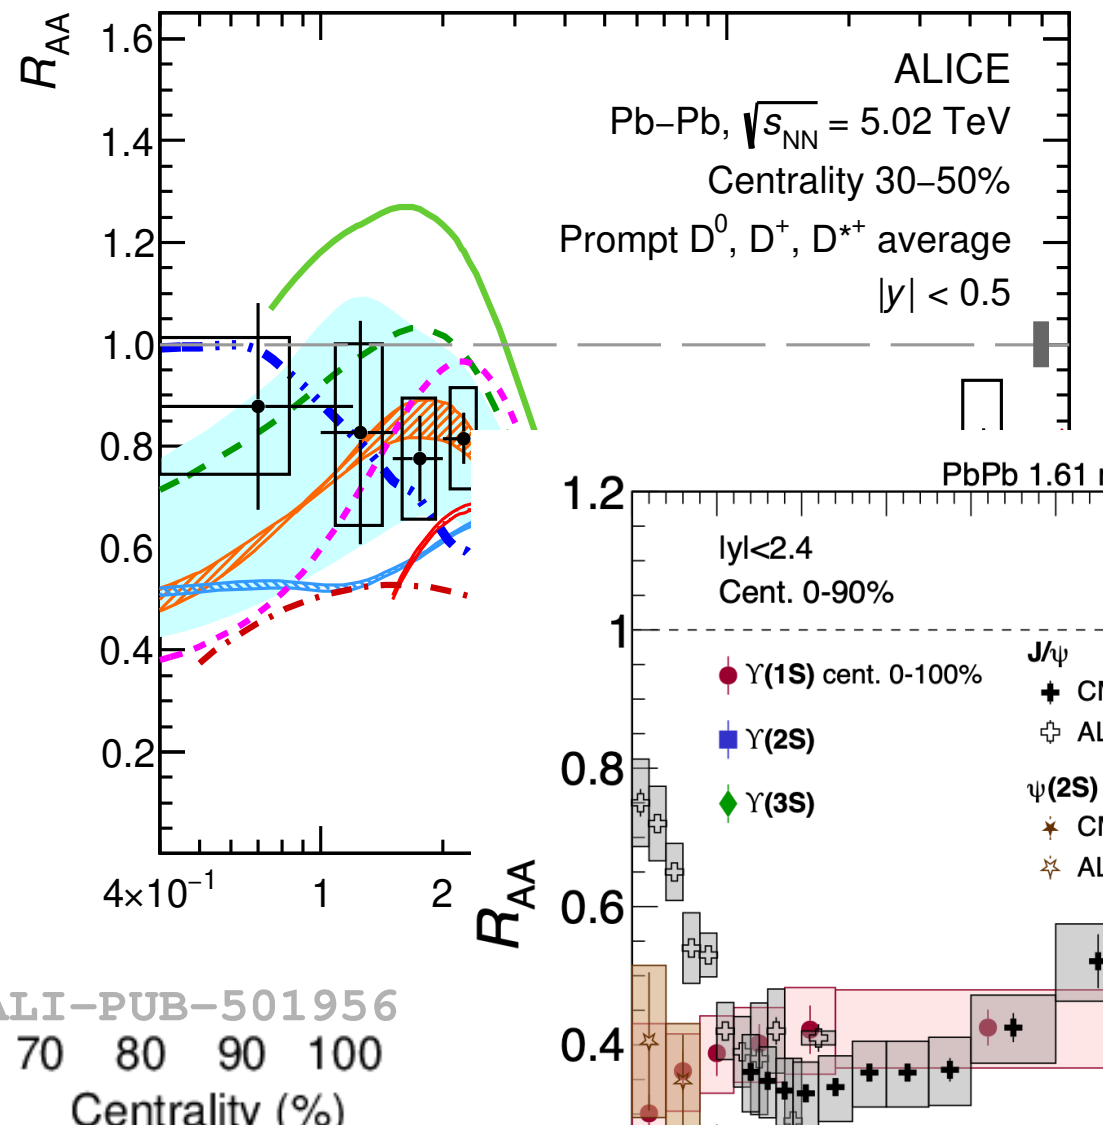 R_AA
1.6
1.4
1.2
1.0
0.8
0.6
0.4
0.2
ALICE
Pb−Pb, √s_NN = 5.02 TeV
Centrality 30−50%
Prompt D^0, D^+, D*^+ average
|y| < 0.5
4×10^−1
1
2
PbPb 1.61
1.2
|y|<2.4
Cent. 0-90%
1
ϒ(1S) cent. 0-100%
ϒ(2S)
ϒ(3S)
J/ψ
ψ(2S)
0.8
0.6
0.4
R_AA
ALI−PUB−501956
70 80 90 100
Centrality (%)